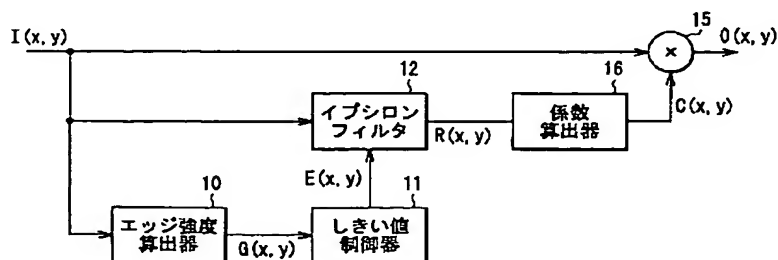 I(x,y)
15
×
O(x,y)
12
イプシロン
フィルタ
R(x,y)
16
係数
算出器
C(x,y)
E(x,y)
10
エッジ強度
算出器
G(x,y)
11
しきい値
制御器